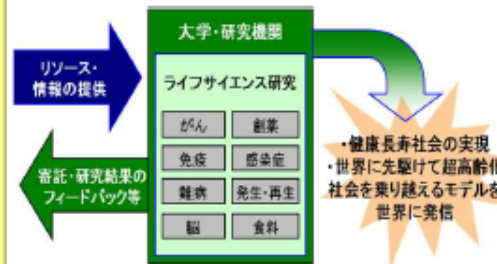 大学・研究機関
リソース・
情報の提供
ライフサイエンス研究
がん
創薬
免疫
感染症
難病
発生・再生
脳
食料
寄託・研究結果の
フィードバック等
・健康長寿社会の実現
・世界に先駆けて超高齢化
社会を乗り越えるモデルを
世界に発信